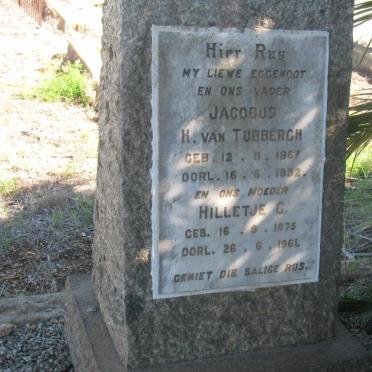 Hier Rus
MY LIEWE EGGENOOT
EN ONS VADER
JACOBUS
H. VAN TUBBERGH
GEB. 12. 11. 1867
OORL. 16. 6. 1932.
EN ONS MOEDER
HILLETJE G.
GEB. 16. 9. 1875
OORL. 26. 6. 1961.
GENIET DIE SALIGE RUS.